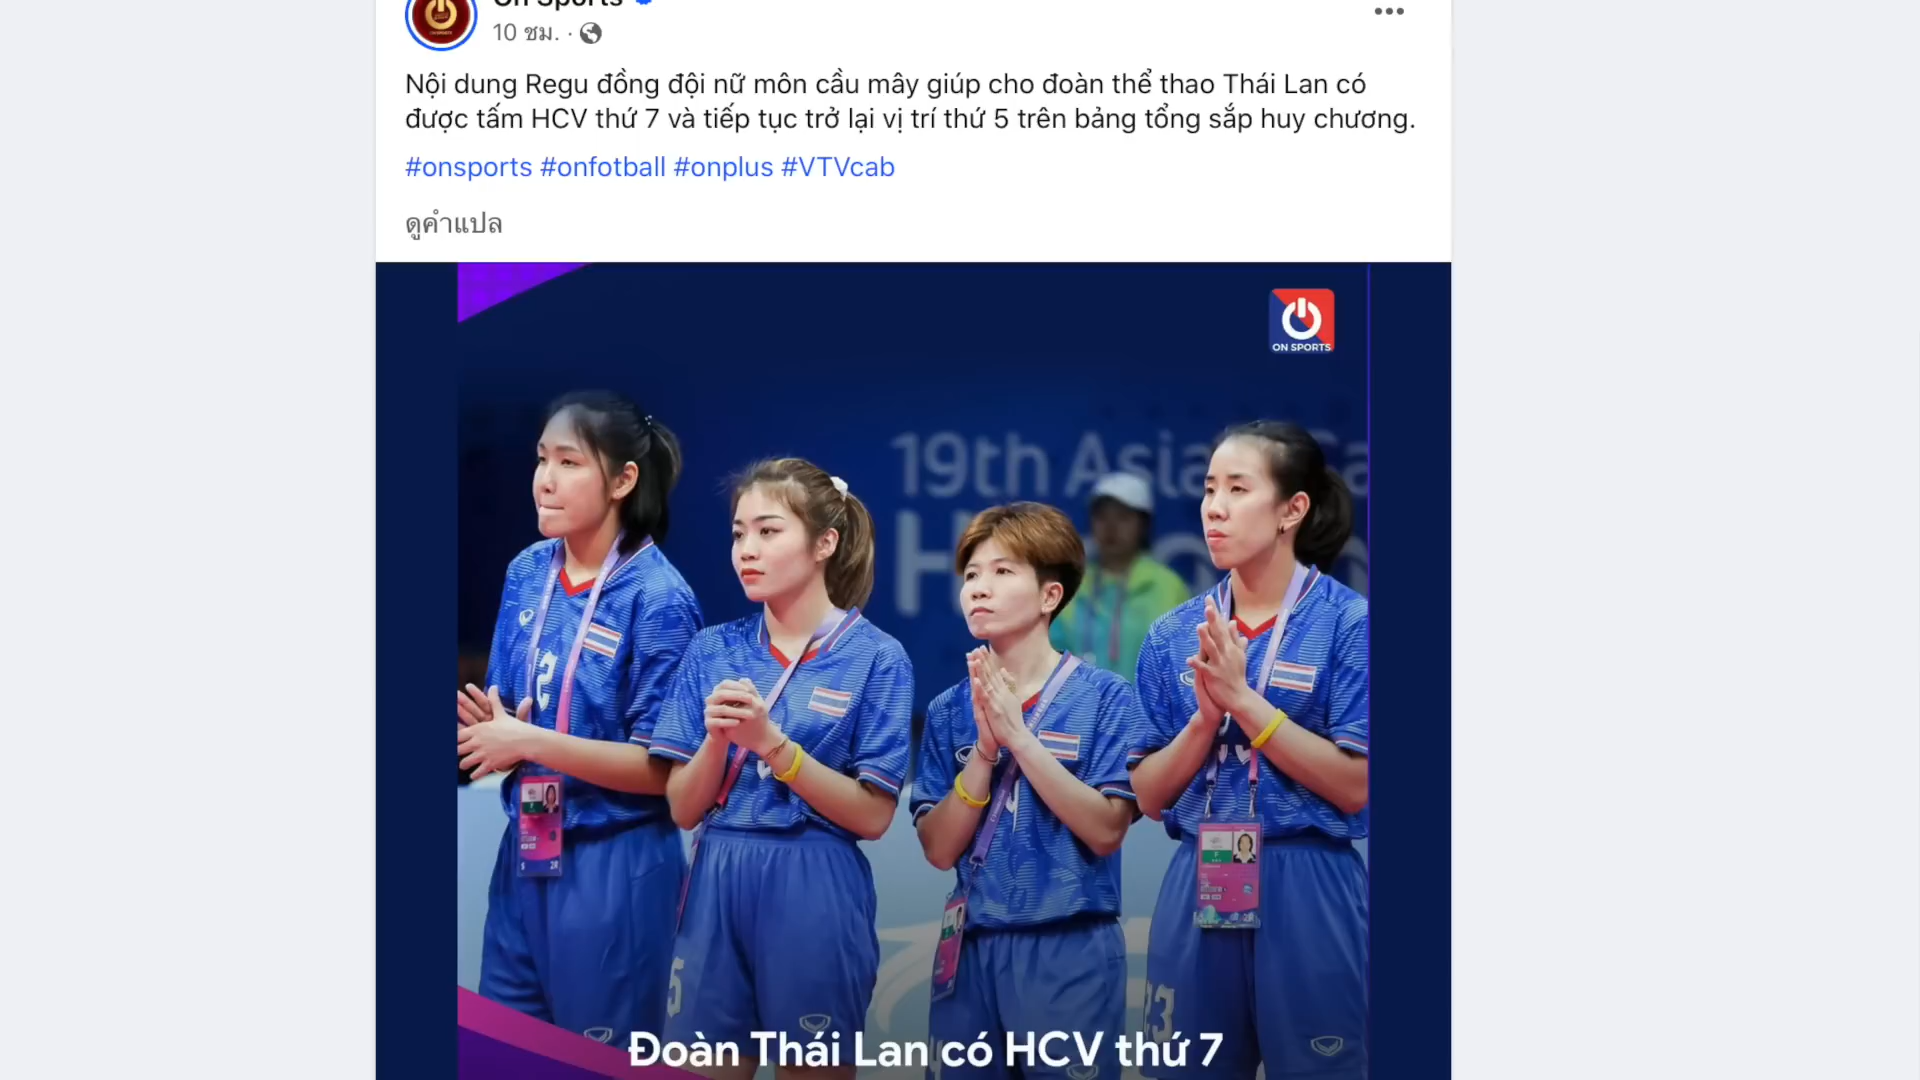 On Sports
10 ชม. ·
Nội dung Regu đồng đội nữ môn cầu mây giúp cho đoàn thể thao Thái Lan có
được tấm HCV thứ 7 và tiếp tục trở lại vị trí thứ 5 trên bảng tổng sắp huy chương.
#onsports #onfotball #onplus #VTVcab
ดูคำแปล
ON SPORTS
19th Asia
Đoàn Thái Lan có HCV thứ 7